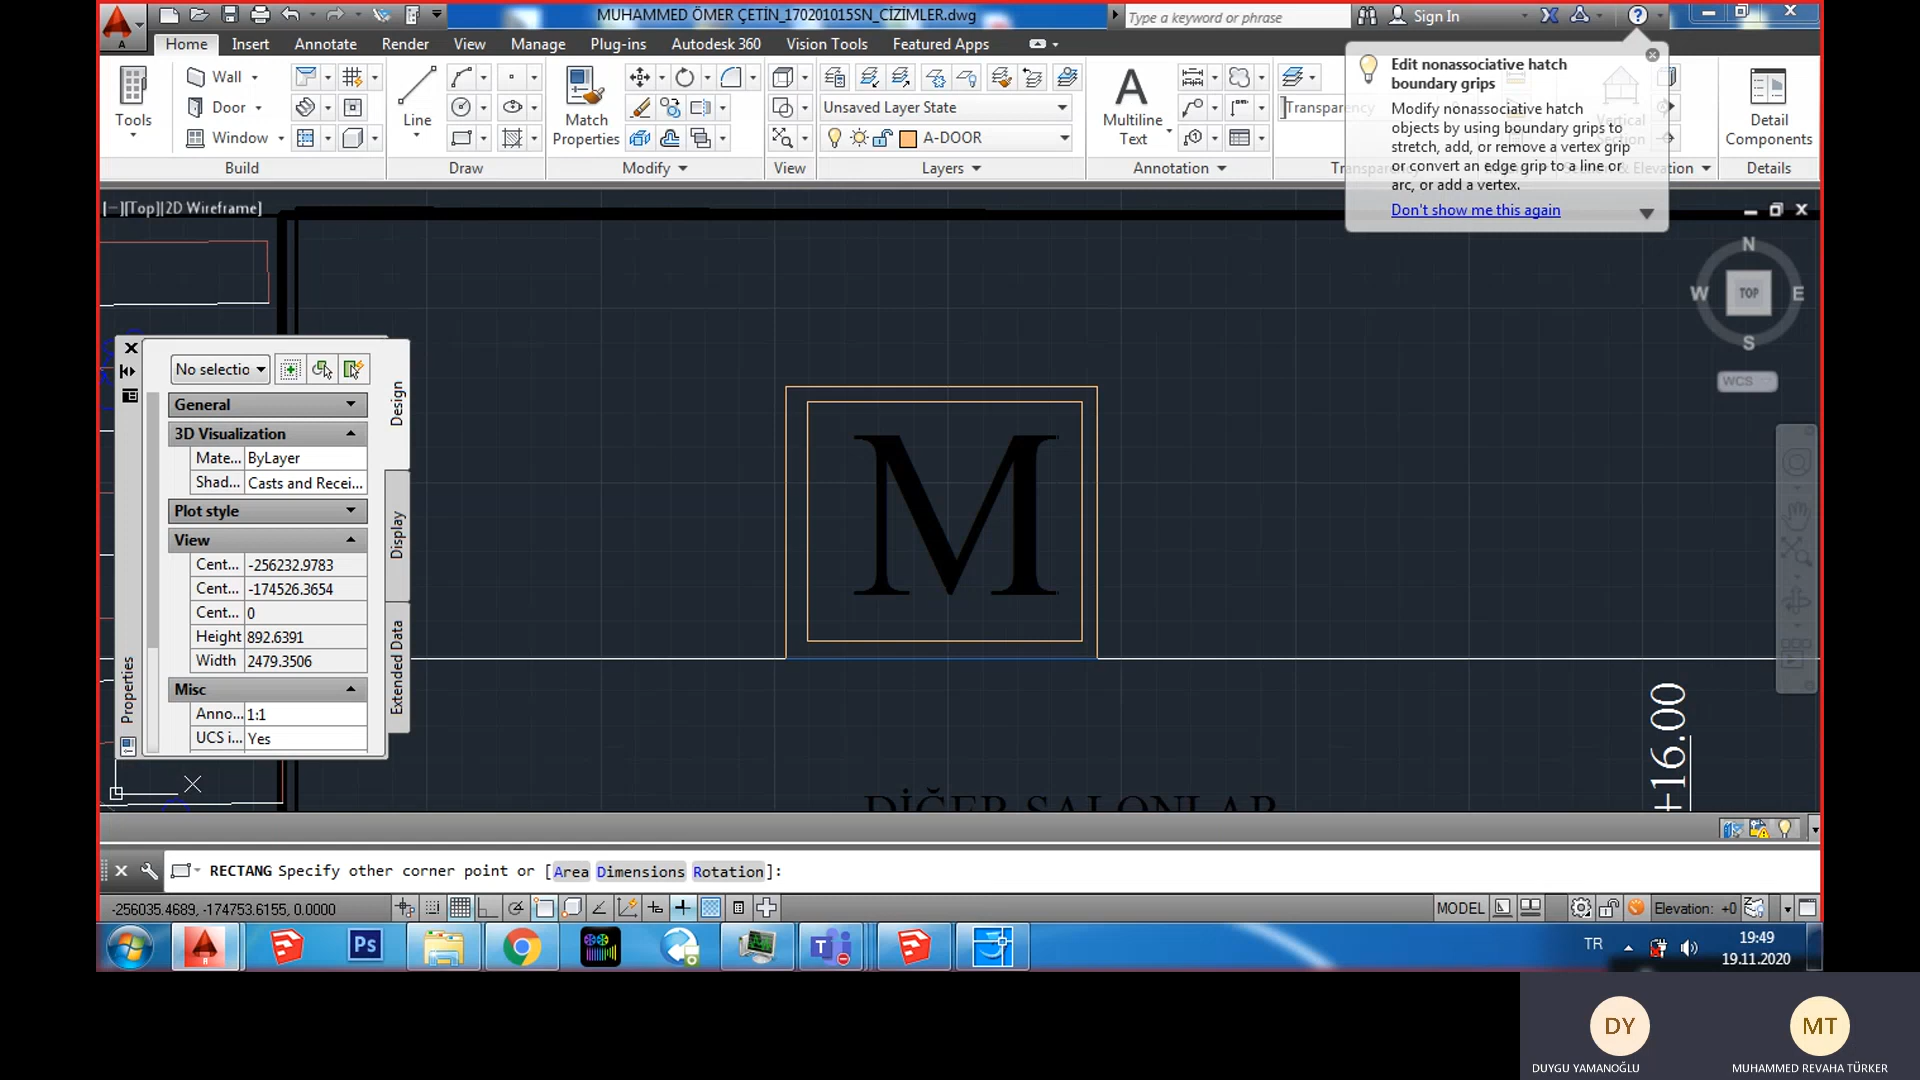 MUHAMMED ÖMER ÇETİN_170201015SN_CİZİMLER.dwg
Type a keyword or phrase
Sign In
Home Insert Annotate Render View Manage Plug-ins Autodesk 360 Vision Tools Featured Apps
Tools
Wall
Door
Window
Build
Line
Draw
Match Properties
Modify
View
Unsaved Layer State
A-DOOR
Layers
A
Multiline Text
Annotation
Transparency
Vertical
& Elevation
Detail Components
Details
Edit nonassociative hatch
boundary grips
Modify nonassociative hatch
objects by using boundary grips to
stretch, add, or remove a vertex grip
or convert an edge grip to a line or
arc, or add a vertex.
Don't show me this again
[−][Top][2D Wireframe]
N
W TOP E
S
WCS
No selectio
General
3D Visualization
Mate... ByLayer
Shad... Casts and Recei...
Plot style
View
Cent... -256232.9783
Cent... -174526.3654
Cent... 0
Height 892.6391
Width 2479.3506
Misc
Anno... 1:1
UCS i... Yes
Properties
Design
Display
Extended Data
M
DİĞER SALONLAR
+16.00
RECTANG Specify other corner point or [Area Dimensions Rotation]:
-256035.4689, -174753.6155, 0.0000
MODEL
Elevation: +0
Ps
TR
19:49
19.11.2020
DY
DUYGU YAMANOĞLU
MT
MUHAMMED REVAHA TÜRKER